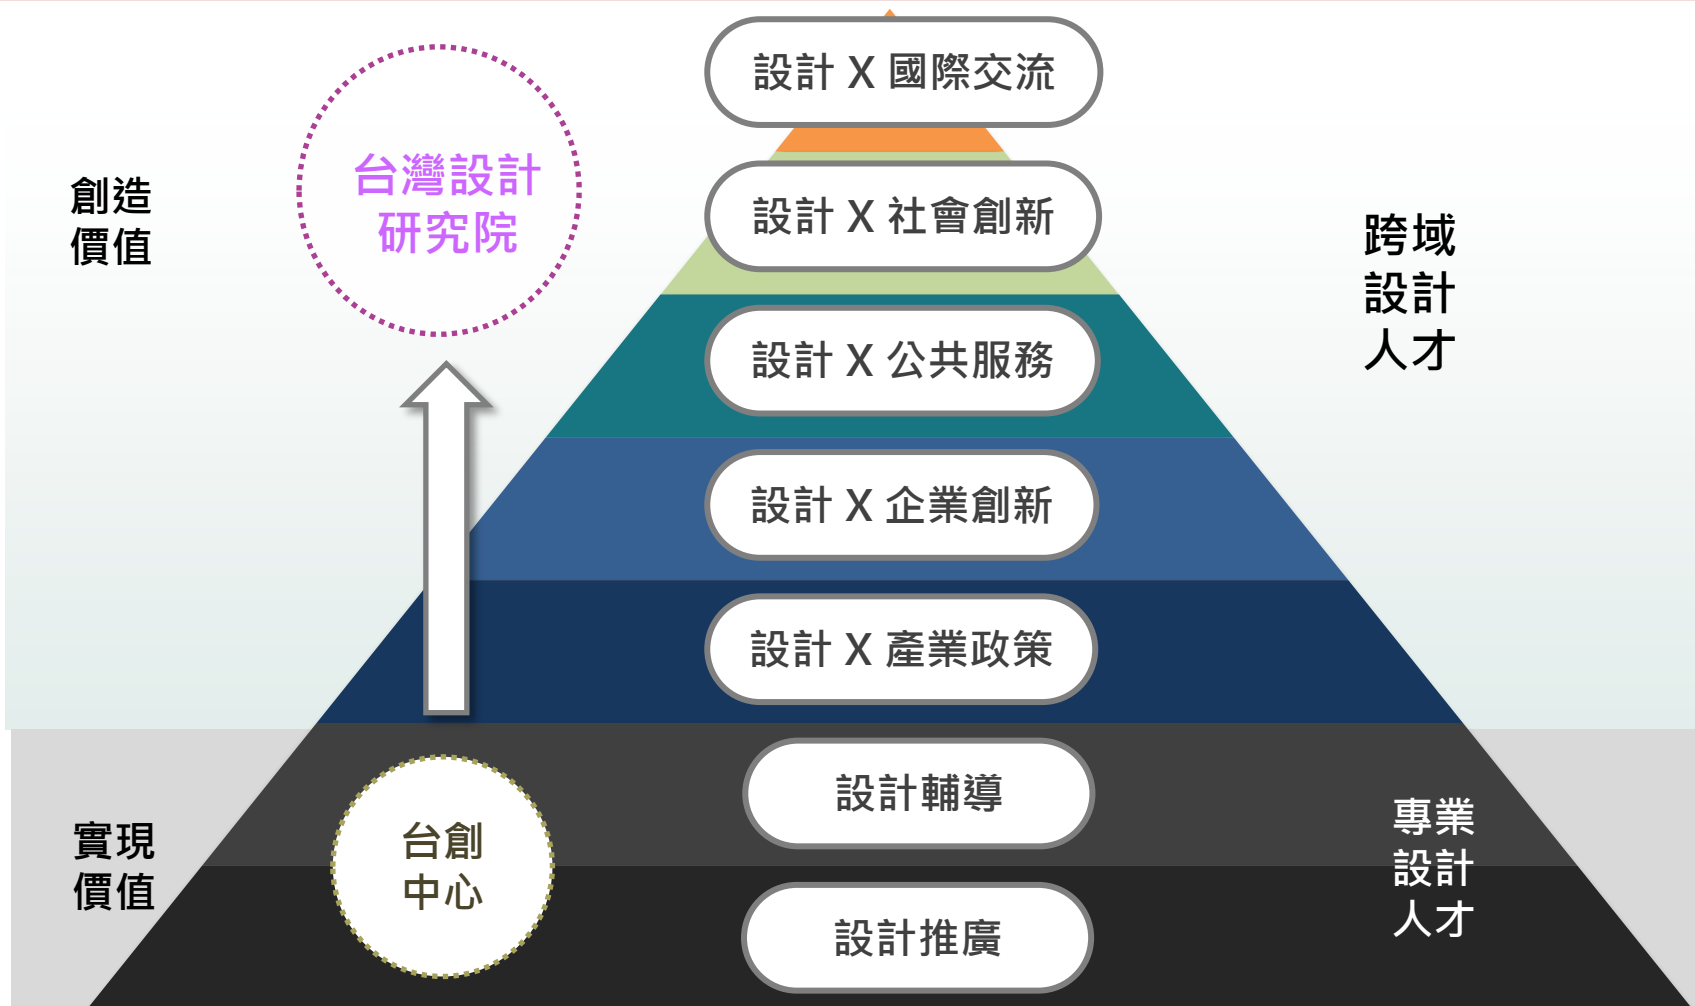 設計 X 國際交流
台灣設計
研究院
創造
價值
設計 X 社會創新
跨域
設計
人才
設計 X 公共服務
設計 X 企業創新
設計 X 產業政策
設計輔導
實現
價值
台創
中心
專業
設計
人才
設計推廣